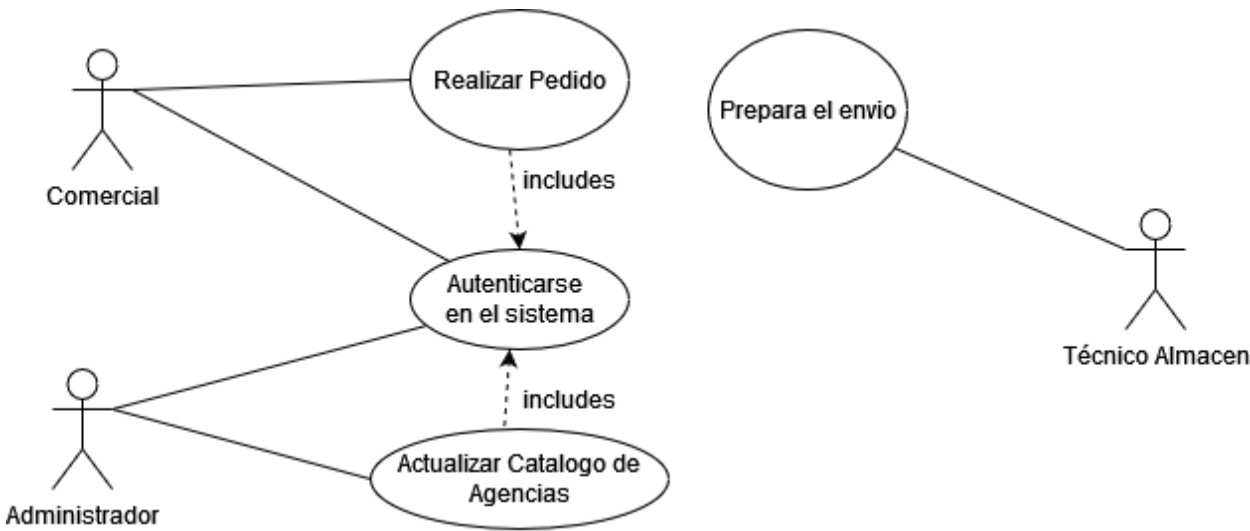 Realizar Pedido
Prepara el envio
includes
Comercial
Autenticarse
en el sistema
Técnico Almacen
includes
Actualizar Catalogo de
Agencias
Administrador